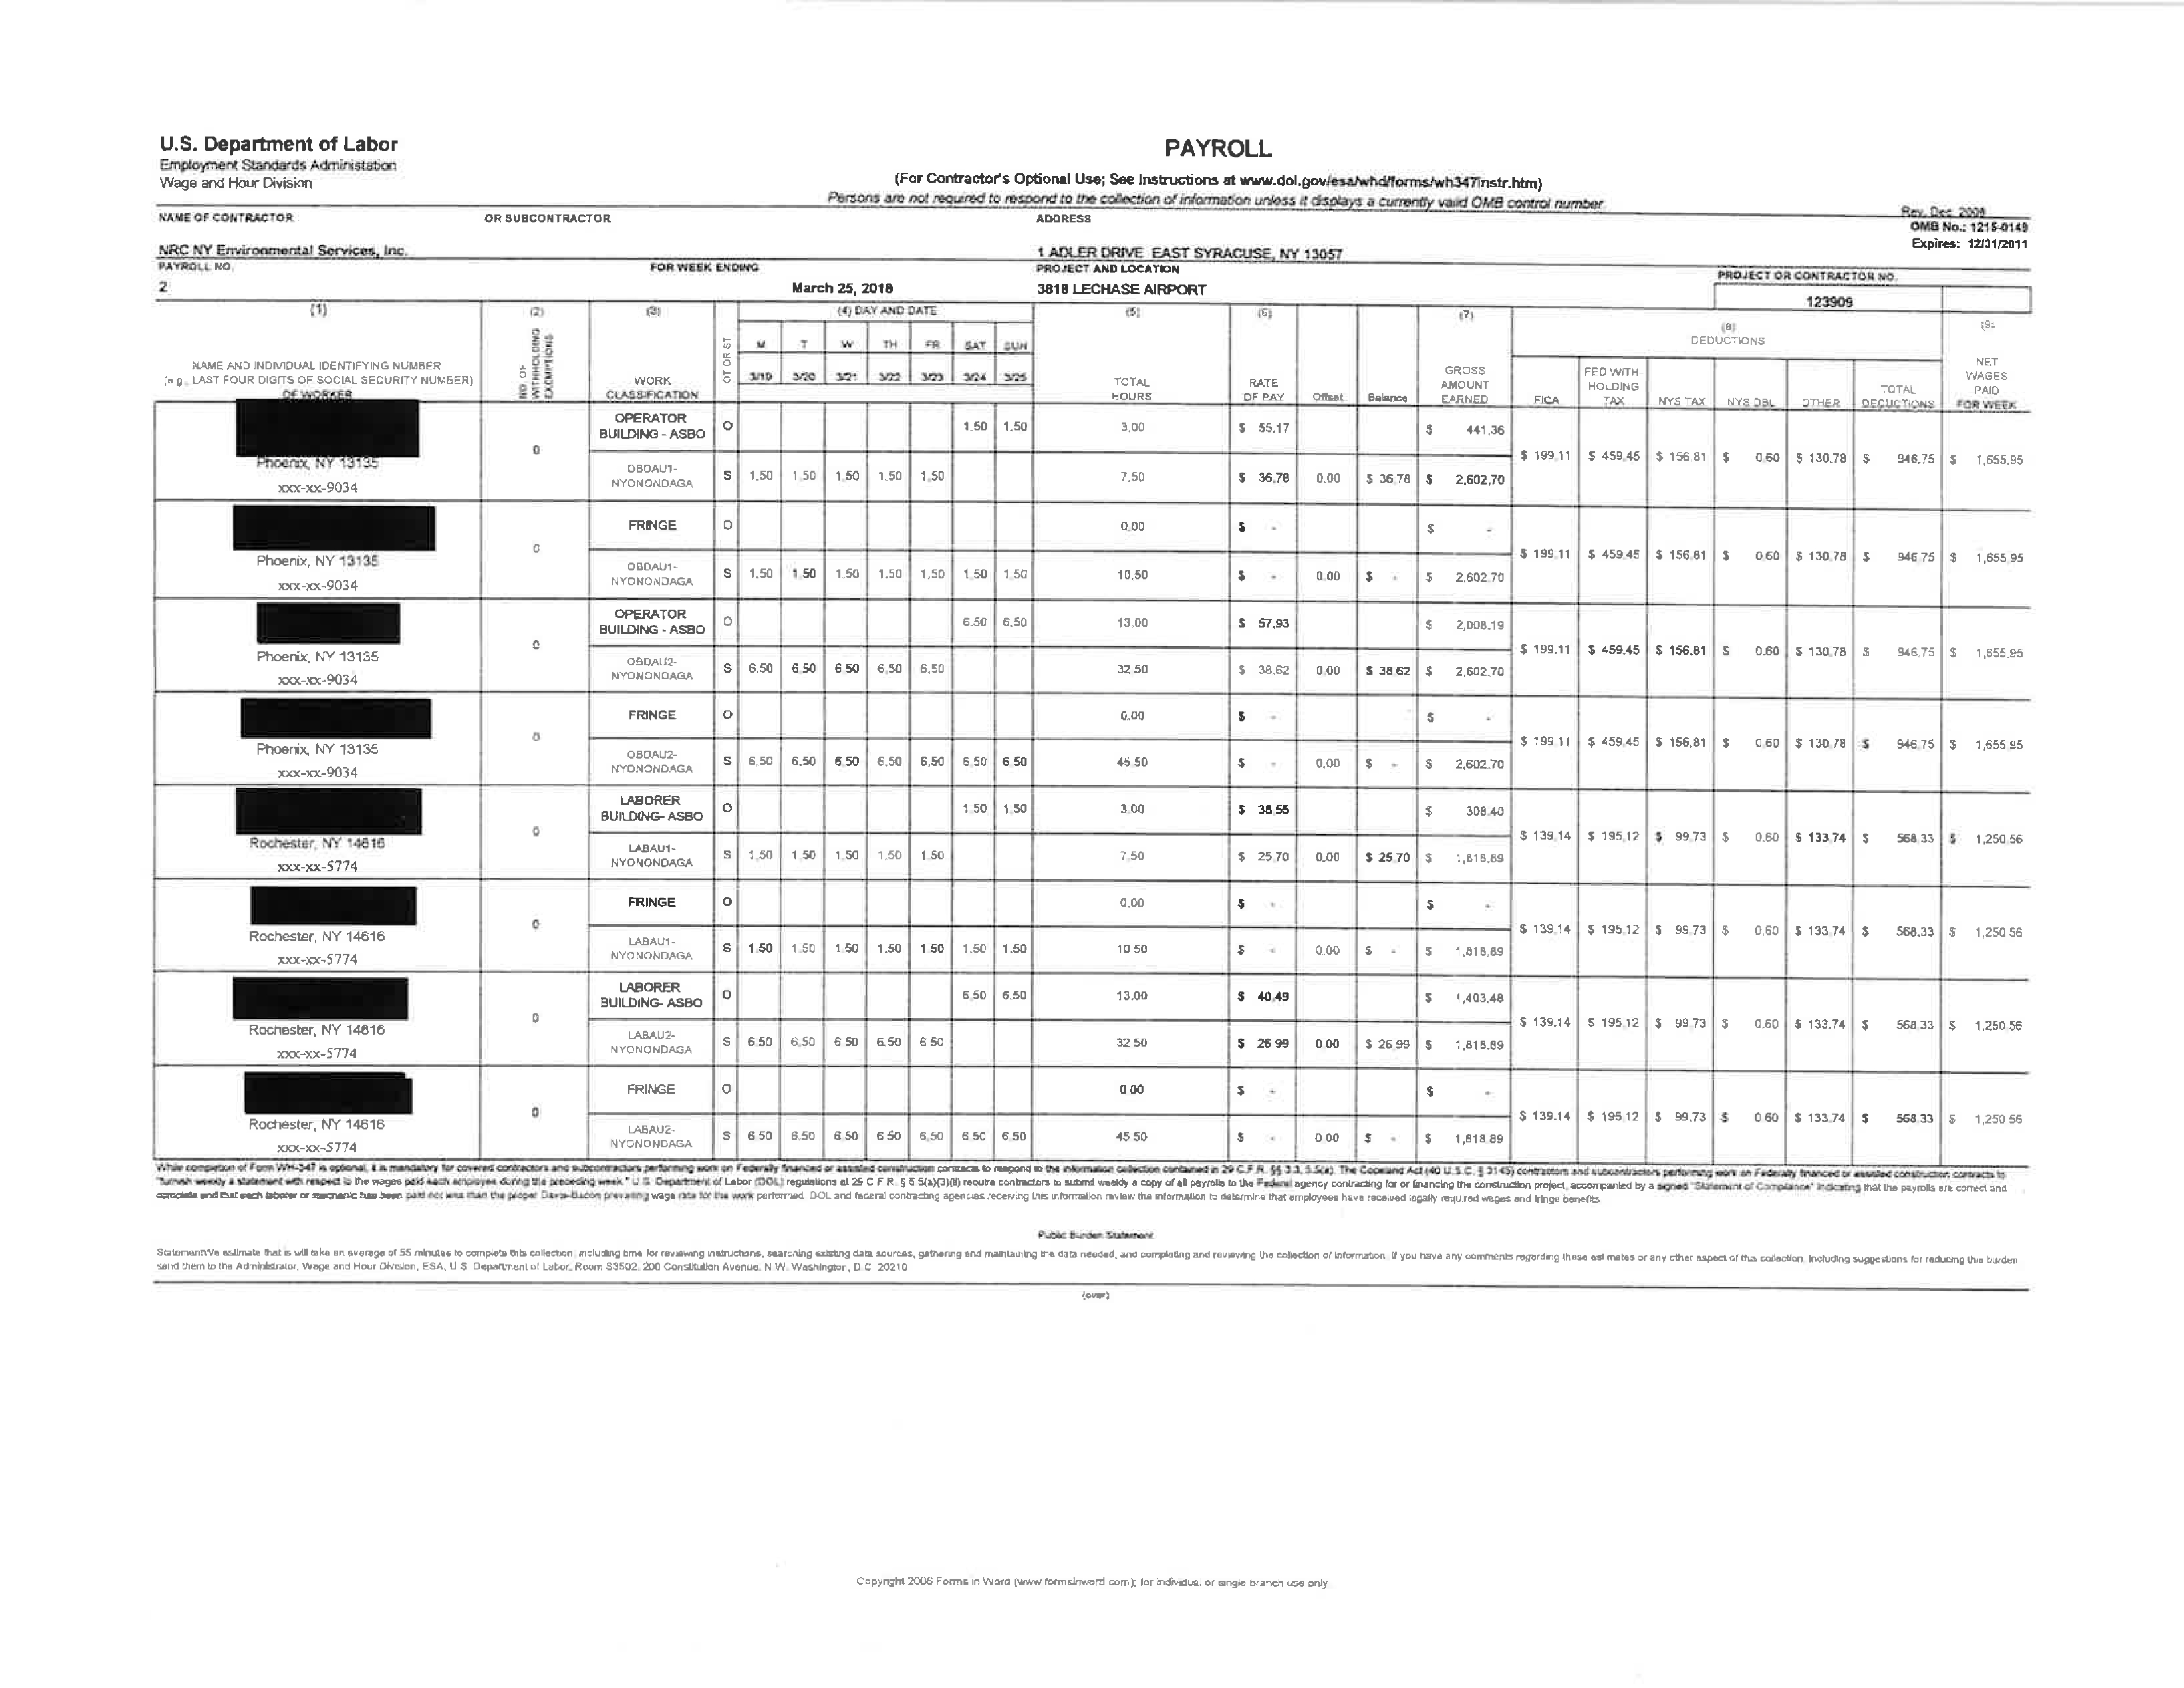 U.S. Department of Labor
Employment Standards Administation
Wage and Hour Division
PAYROLL
(For Contractor's Optional Use; See Instructions at www.dol.gov/esa/whd/forms/wh347instr.htm)
Persons are not required to respond to the collection of information unless it displays a currently valid OMB control number.
Rev. Dec. 2008
OMB No.: 1215-0149
Expires: 12/31/2011
NAME OF CONTRACTOR OR SUBCONTRACTOR ADDRESS
NRC NY Environmental Services, Inc. 1 ADLER DRIVE EAST SYRACUSE, NY 13057
PAYROLL NO. FOR WEEK ENDING PROJECT AND LOCATION PROJECT OR CONTRACTOR NO.
2 March 25, 2018 3818 LECHASE AIRPORT 123909
(1) (2) (3) (4) DAY AND DATE (5) (6) (7) (8) DEDUCTIONS (9)
NAME AND INDIVIDUAL IDENTIFYING NUMBER
(e.g., LAST FOUR DIGITS OF SOCIAL SECURITY NUMBER)
OF WORKER
NO. OF WITHHOLDING EXEMPTIONS
WORK CLASSIFICATION
OT OR ST
M T W TH FR SAT SUN
3/19 3/20 3/21 3/22 3/23 3/24 3/25
TOTAL HOURS
RATE OF PAY
Offset Balance
GROSS AMOUNT EARNED
FICA
FED WITH-HOLDING TAX
NYS TAX NYS DBL OTHER
TOTAL DEDUCTIONS
NET WAGES PAID FOR WEEK
OPERATOR BUILDING - ASBO O 1.50 1.50 3.00 $ 55.17 $ 441.36
Phoenix, NY 13135 0 $ 199.11 $ 459.45 $ 156.81 $ 0.60 $ 130.78 $ 946.75 $ 1,655.95
xxx-xx-9034 OBDAU1-NYONONDAGA S 1.50 1.50 1.50 1.50 1.50 7.50 $ 36.78 0.00 $ 36.78 $ 2,602.70
FRINGE O 0.00 $ - $ -
Phoenix, NY 13135 0 $ 199.11 $ 459.45 $ 156.81 $ 0.60 $ 130.78 $ 946.75 $ 1,655.95
xxx-xx-9034 OBDAU1-NYONONDAGA S 1.50 1.50 1.50 1.50 1.50 1.50 1.50 10.50 $ - 0.00 $ - $ 2,602.70
OPERATOR BUILDING - ASBO O 6.50 6.50 13.00 $ 57.93 $ 2,008.19
Phoenix, NY 13135 0 $ 199.11 $ 459.45 $ 156.81 $ 0.60 $ 130.78 $ 946.75 $ 1,655.95
xxx-xx-9034 OBDAU2-NYONONDAGA S 6.50 6.50 6.50 6.50 6.50 32.50 $ 38.62 0.00 $ 38.62 $ 2,602.70
FRINGE O 0.00 $ - $ -
Phoenix, NY 13135 0 $ 199.11 $ 459.45 $ 156.81 $ 0.60 $ 130.78 $ 946.75 $ 1,655.95
xxx-xx-9034 OBDAU2-NYONONDAGA S 6.50 6.50 6.50 6.50 6.50 6.50 6.50 45.50 $ - 0.00 $ - $ 2,602.70
LABORER BUILDING- ASBO O 1.50 1.50 3.00 $ 38.55 $ 308.40
Rochester, NY 14616 0 $ 139.14 $ 195.12 $ 99.73 $ 0.60 $ 133.74 $ 568.33 $ 1,250.56
xxx-xx-5774 LABAU1-NYONONDAGA S 1.50 1.50 1.50 1.50 1.50 7.50 $ 25.70 0.00 $ 25.70 $ 1,818.89
FRINGE O 0.00 $ - $ -
Rochester, NY 14616 0 $ 139.14 $ 195.12 $ 99.73 $ 0.60 $ 133.74 $ 568.33 $ 1,250.56
xxx-xx-5774 LABAU1-NYONONDAGA S 1.50 1.50 1.50 1.50 1.50 1.50 1.50 10.50 $ - 0.00 $ - $ 1,818.89
LABORER BUILDING- ASBO O 6.50 6.50 13.00 $ 40.49 $ 1,403.48
Rochester, NY 14616 0 $ 139.14 $ 195.12 $ 99.73 $ 0.60 $ 133.74 $ 568.33 $ 1,250.56
xxx-xx-5774 LABAU2-NYONONDAGA S 6.50 6.50 6.50 6.50 6.50 32.50 $ 26.99 0.00 $ 26.99 $ 1,818.89
FRINGE O 0.00 $ - $ -
Rochester, NY 14616 0 $ 139.14 $ 195.12 $ 99.73 $ 0.60 $ 133.74 $ 568.33 $ 1,250.56
xxx-xx-5774 LABAU2-NYONONDAGA S 6.50 6.50 6.50 6.50 6.50 6.50 6.50 45.50 $ - 0.00 $ - $ 1,818.89
While completion of Form WH-347 is optional, it is mandatory for covered contractors and subcontractors performing work on Federally financed or assisted construction contracts to respond to the information collection contained in 29 C.F.R. §§ 3.3, 5.5(a). The Copeland Act (40 U.S.C. § 3145) contractors and subcontractors performing work on Federally financed or assisted construction contracts to
"furnish weekly a statement with respect to the wages paid each employee during the preceding week." U.S. Department of Labor (DOL) regulations at 29 C.F.R. § 5.5(a)(3)(ii) require contractors to submit weekly a copy of all payrolls to the Federal agency contracting for or financing the construction project, accompanied by a signed "Statement of Compliance" indicating that the payrolls are correct and
complete and that each laborer or mechanic has been paid not less than the proper Davis-Bacon prevailing wage rate for the work performed. DOL and federal contracting agencies receiving this information review the information to determine that employees have received legally required wages and fringe benefits.
Public Burden Statement
StatementWe estimate that is will take an average of 55 minutes to complete this collection, including time for reviewing instructions, searching existing data sources, gathering and maintaining the data needed, and completing and reviewing the collection of information. If you have any comments regarding these estimates or any other aspect of this collection, including suggestions for reducing this burden
send them to the Administrator, Wage and Hour Division, ESA, U.S. Department of Labor, Room S3502, 200 Constitution Avenue, N.W. Washington, D.C. 20210
(over)
Copyright 2006 Forms in Word (www.formsinword.com); for individual or single branch use only.